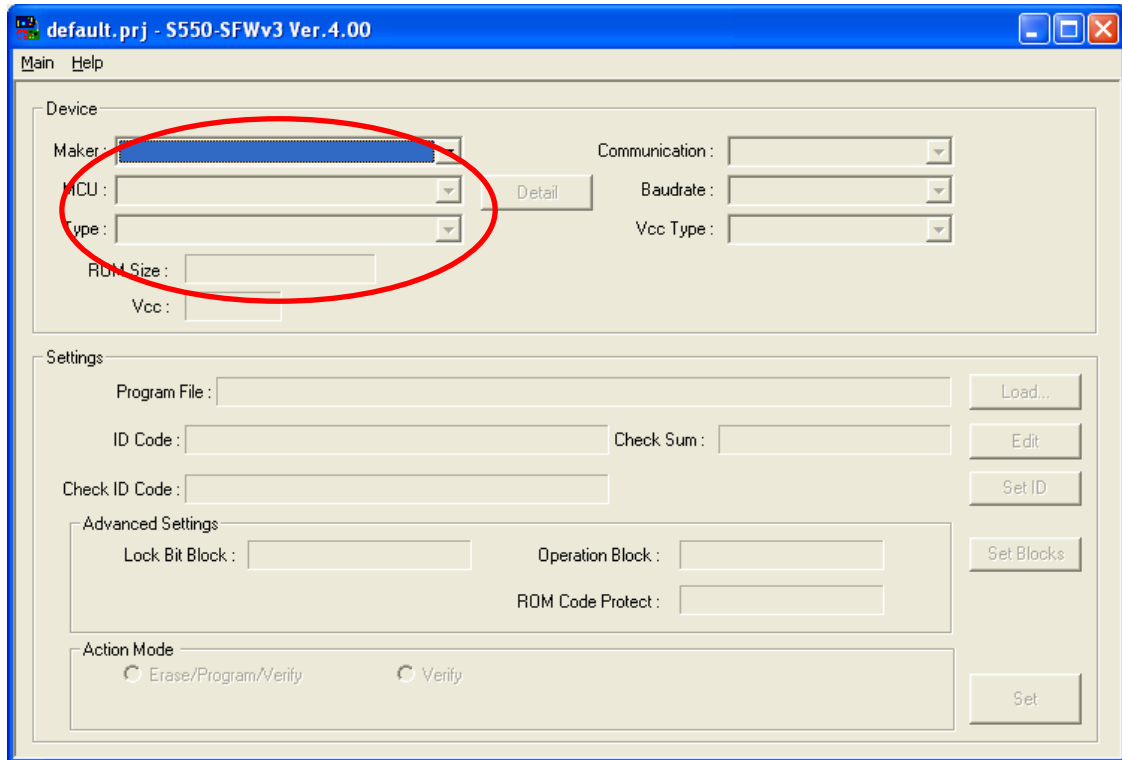 default.prj - S550-SFWv3 Ver.4.00
Main Help
Device
Maker : Communication :
MCU : Detail Baudrate :
Type : Vcc Type :
ROM Size :
Vcc :
Settings
Program File : Load...
ID Code : Check Sum : Edit
Check ID Code : Set ID
Advanced Settings
Lock Bit Block : Operation Block : Set Blocks
ROM Code Protect :
Action Mode
Erase/Program/Verify Verify
Set